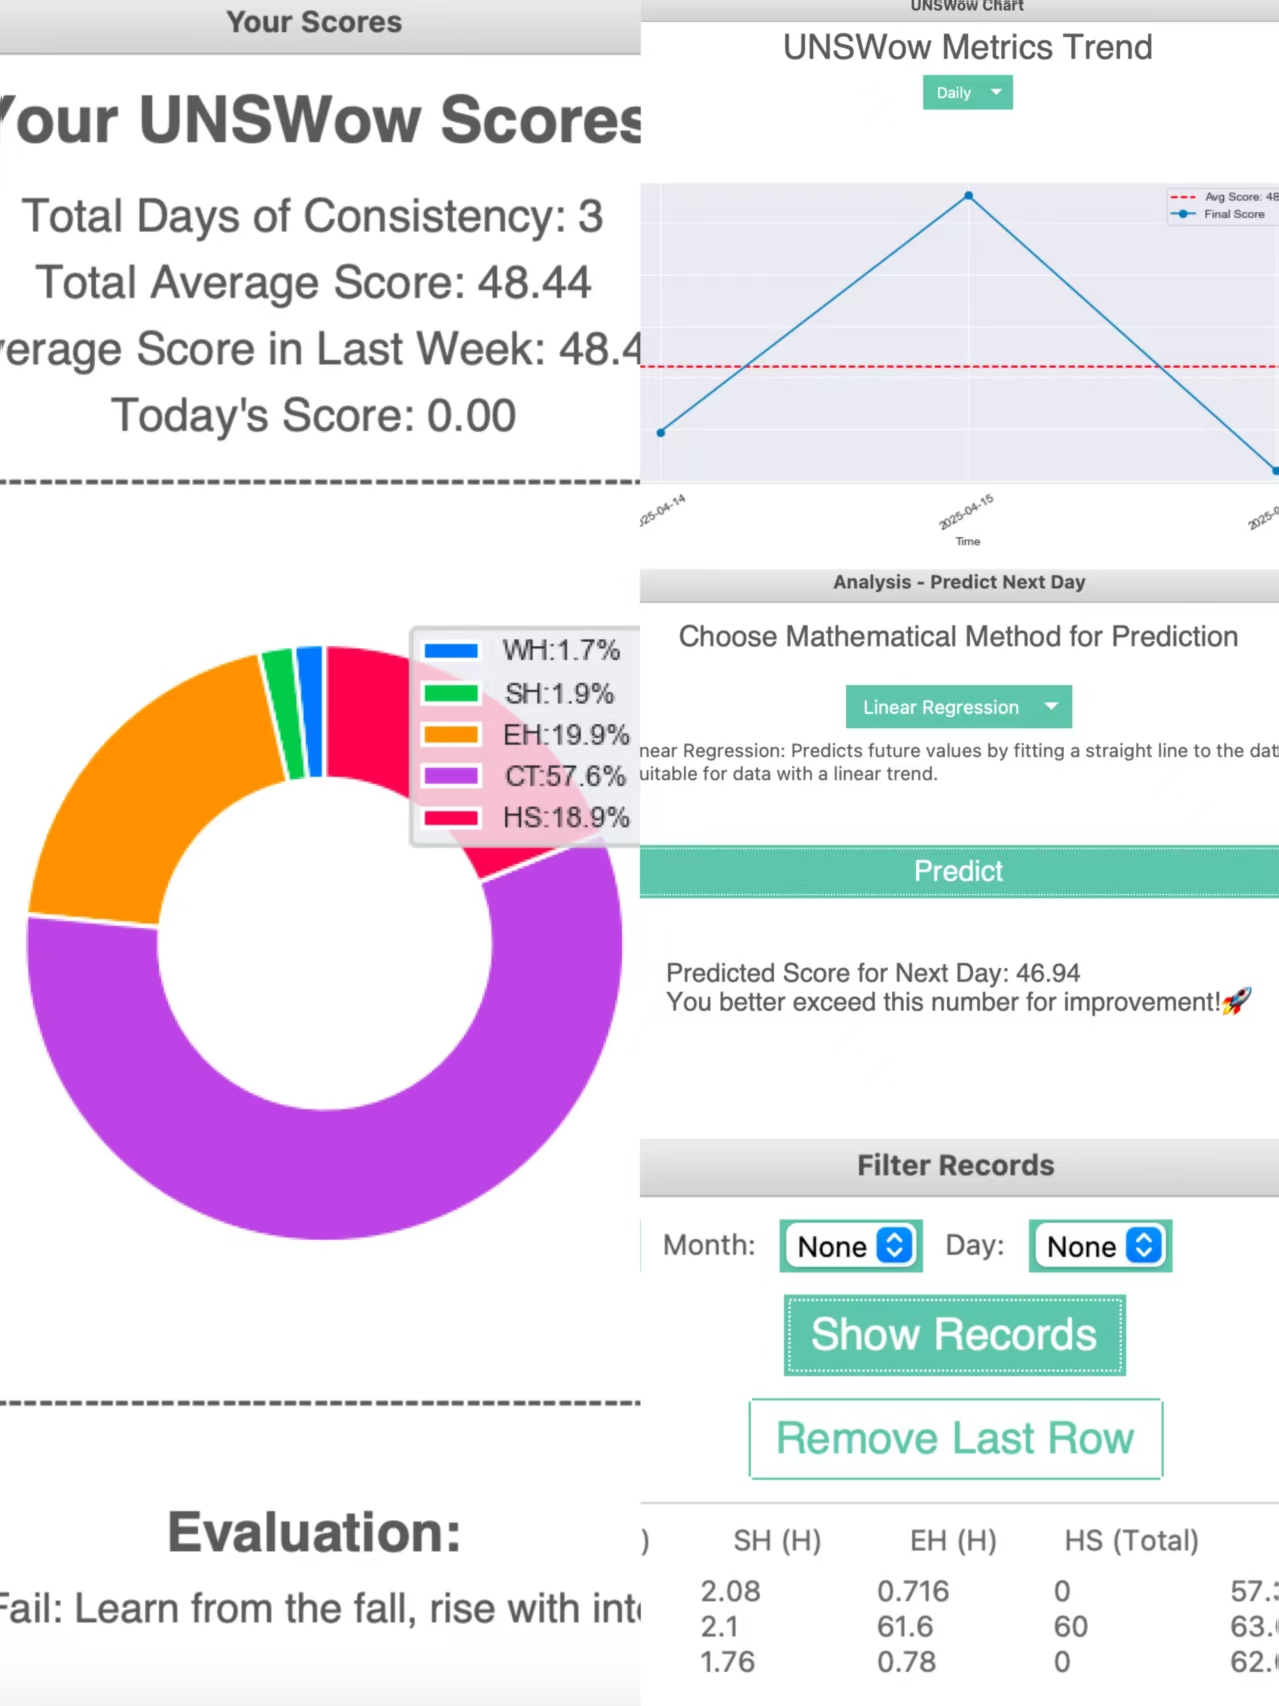 Your Scores
Your UNSWow Scores
Total Days of Consistency: 3
Total Average Score: 48.44
verage Score in Last Week: 48.4
Today's Score: 0.00
WH:1.7%
SH:1.9%
EH:19.9%
CT:57.6%
HS:18.9%
Evaluation:
Fail: Learn from the fall, rise with inte
UNSWow Chart
UNSWow Metrics Trend
Daily
Avg Score: 48
Final Score
025-04-14
2025-04-15
2025-0
Time
Analysis - Predict Next Day
Choose Mathematical Method for Prediction
Linear Regression
near Regression: Predicts future values by fitting a straight line to the dat
uitable for data with a linear trend.
Predict
Predicted Score for Next Day: 46.94
You better exceed this number for improvement!🚀
Filter Records
Month: None Day: None
Show Records
Remove Last Row
) SH (H) EH (H) HS (Total)
2.08 0.716 0 57.
2.1 61.6 60 63.
1.76 0.78 0 62.